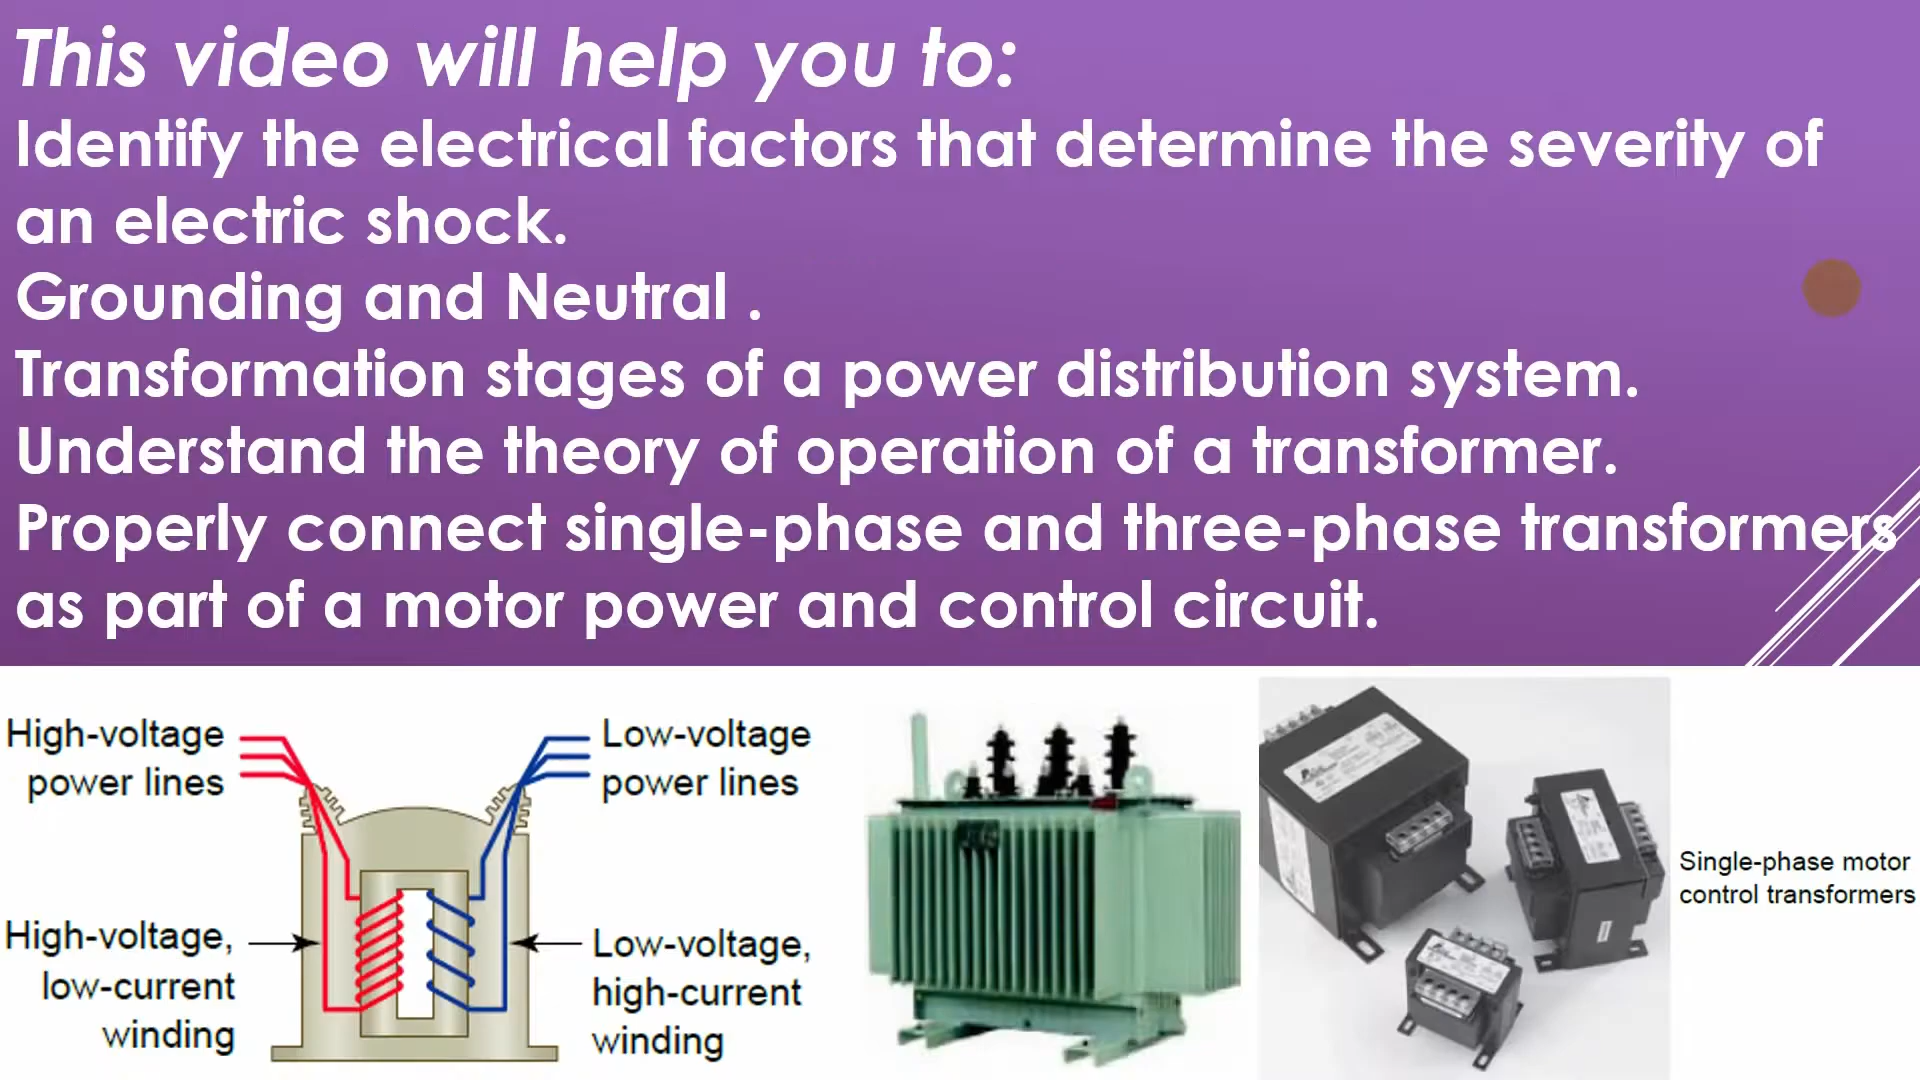 This video will help you to:
Identify the electrical factors that determine the severity of
an electric shock.
Grounding and Neutral .
Transformation stages of a power distribution system.
Understand the theory of operation of a transformer.
Properly connect single-phase and three-phase transformers
as part of a motor power and control circuit.
High-voltage
power lines
Low-voltage
power lines
High-voltage,
low-current
winding
Low-voltage,
high-current
winding
Single-phase motor
control transformers